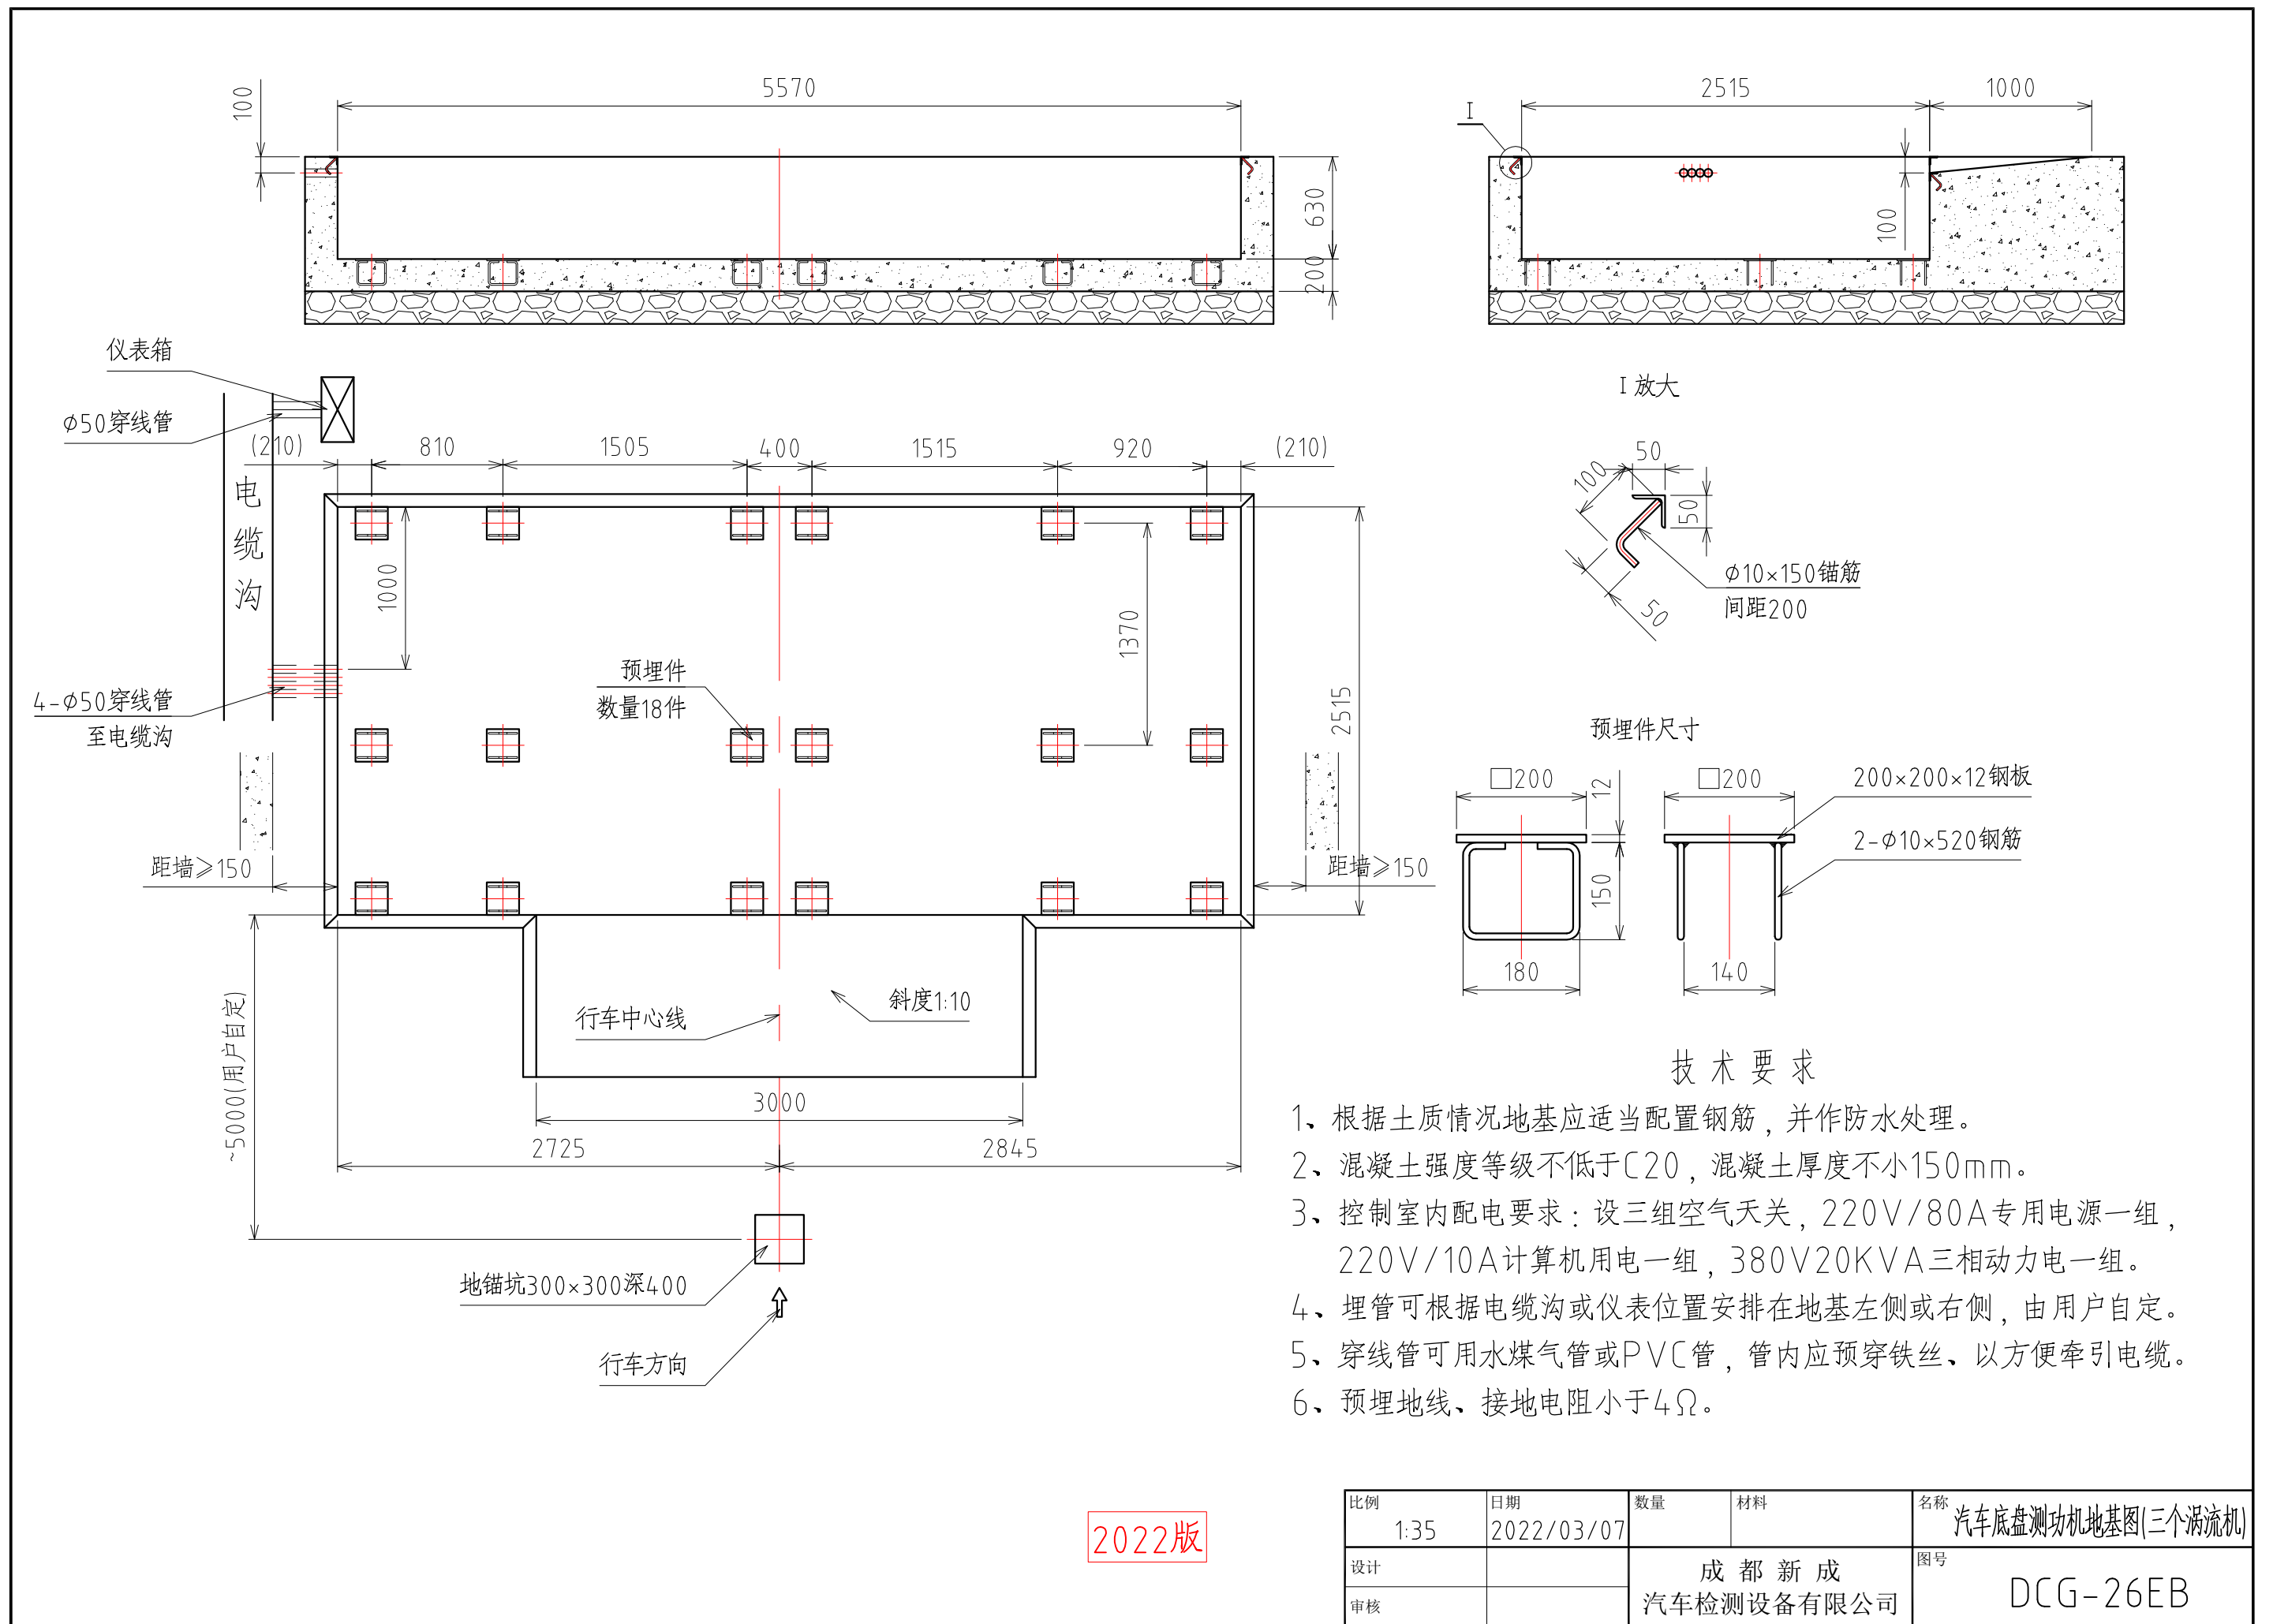 5570
100
630
200
2515
1000
I
100
仪表箱
Φ50穿线管
(210)
810
1505
400
1515
920
(210)
电缆沟
1000
1370
2515
4-Φ50穿线管
至电缆沟
预埋件
数量18件
距墙≥150
距墙≥150
~5000(用户自定)
行车中心线
斜度1:10
3000
2725
2845
地锚坑300×300深400
行车方向
I 放大
50
100
50
50
Φ10×150锚筋
间距200
预埋件尺寸
□200
12
□200
200×200×12钢板
2-Φ10×520钢筋
150
180
140
技术要求
1、根据土质情况地基应适当配置钢筋，并作防水处理。
2、混凝土强度等级不低于C20，混凝土厚度不小150mm。
3、控制室内配电要求：设三组空气天关，220V/80A专用电源一组，
220V/10A计算机用电一组，380V20KVA三相动力电一组。
4、埋管可根据电缆沟或仪表位置安排在地基左侧或右侧，由用户自定。
5、穿线管可用水煤气管或PVC管，管内应预穿铁丝、以方便牵引电缆。
6、预埋地线、接地电阻小于4Ω。
2022版
比例
1:35
日期
2022/03/07
数量
材料
名称
汽车底盘测功机地基图(三个涡流机)
设计
审核
成都新成
汽车检测设备有限公司
图号
DCG-26EB